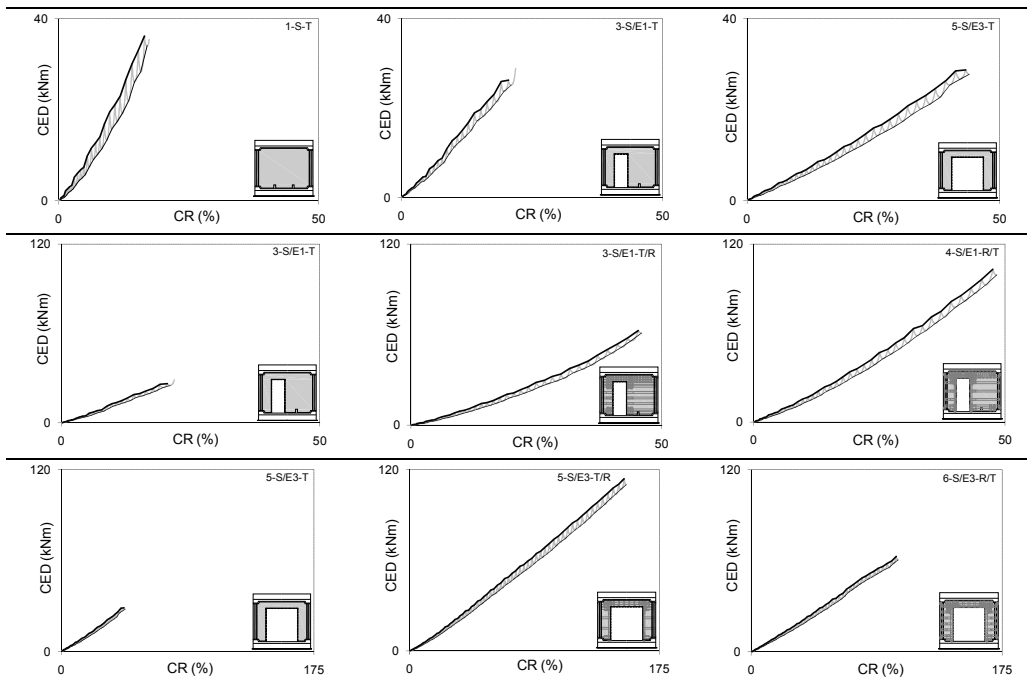 40
1-S-T
CED (kNm)
0
0
CR (%)
50
40
3-S/E1-T
CED (kNm)
0
0
CR (%)
50
40
5-S/E3-T
CED (kNm)
0
0
CR (%)
50
120
3-S/E1-T
CED (kNm)
0
0
CR (%)
50
120
3-S/E1-T/R
CED (kNm)
0
0
CR (%)
50
120
4-S/E1-R/T
CED (kNm)
0
0
CR (%)
50
120
5-S/E3-T
CED (kNm)
0
0
CR (%)
175
120
5-S/E3-T/R
CED (kNm)
0
0
CR (%)
175
120
6-S/E3-R/T
CED (kNm)
0
0
CR (%)
175